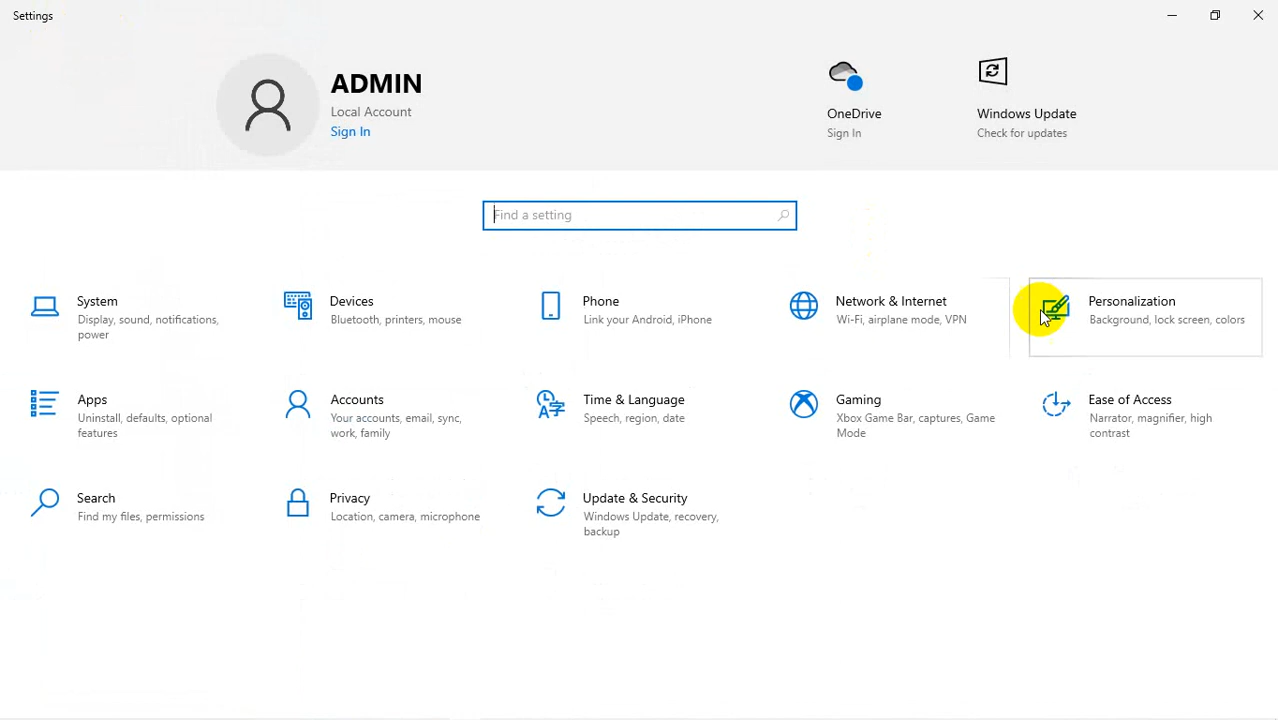 Settings
ADMIN
Local Account
Sign In
OneDrive
Sign In
Windows Update
Check for updates
Find a setting
System
Display, sound, notifications,
power
Devices
Bluetooth, printers, mouse
Phone
Link your Android, iPhone
Network & Internet
Wi-Fi, airplane mode, VPN
Personalization
Background, lock screen, colors
Apps
Uninstall, defaults, optional
features
Accounts
Your accounts, email, sync,
work, family
Time & Language
Speech, region, date
Gaming
Xbox Game Bar, captures, Game
Mode
Ease of Access
Narrator, magnifier, high
contrast
Search
Find my files, permissions
Privacy
Location, camera, microphone
Update & Security
Windows Update, recovery,
backup